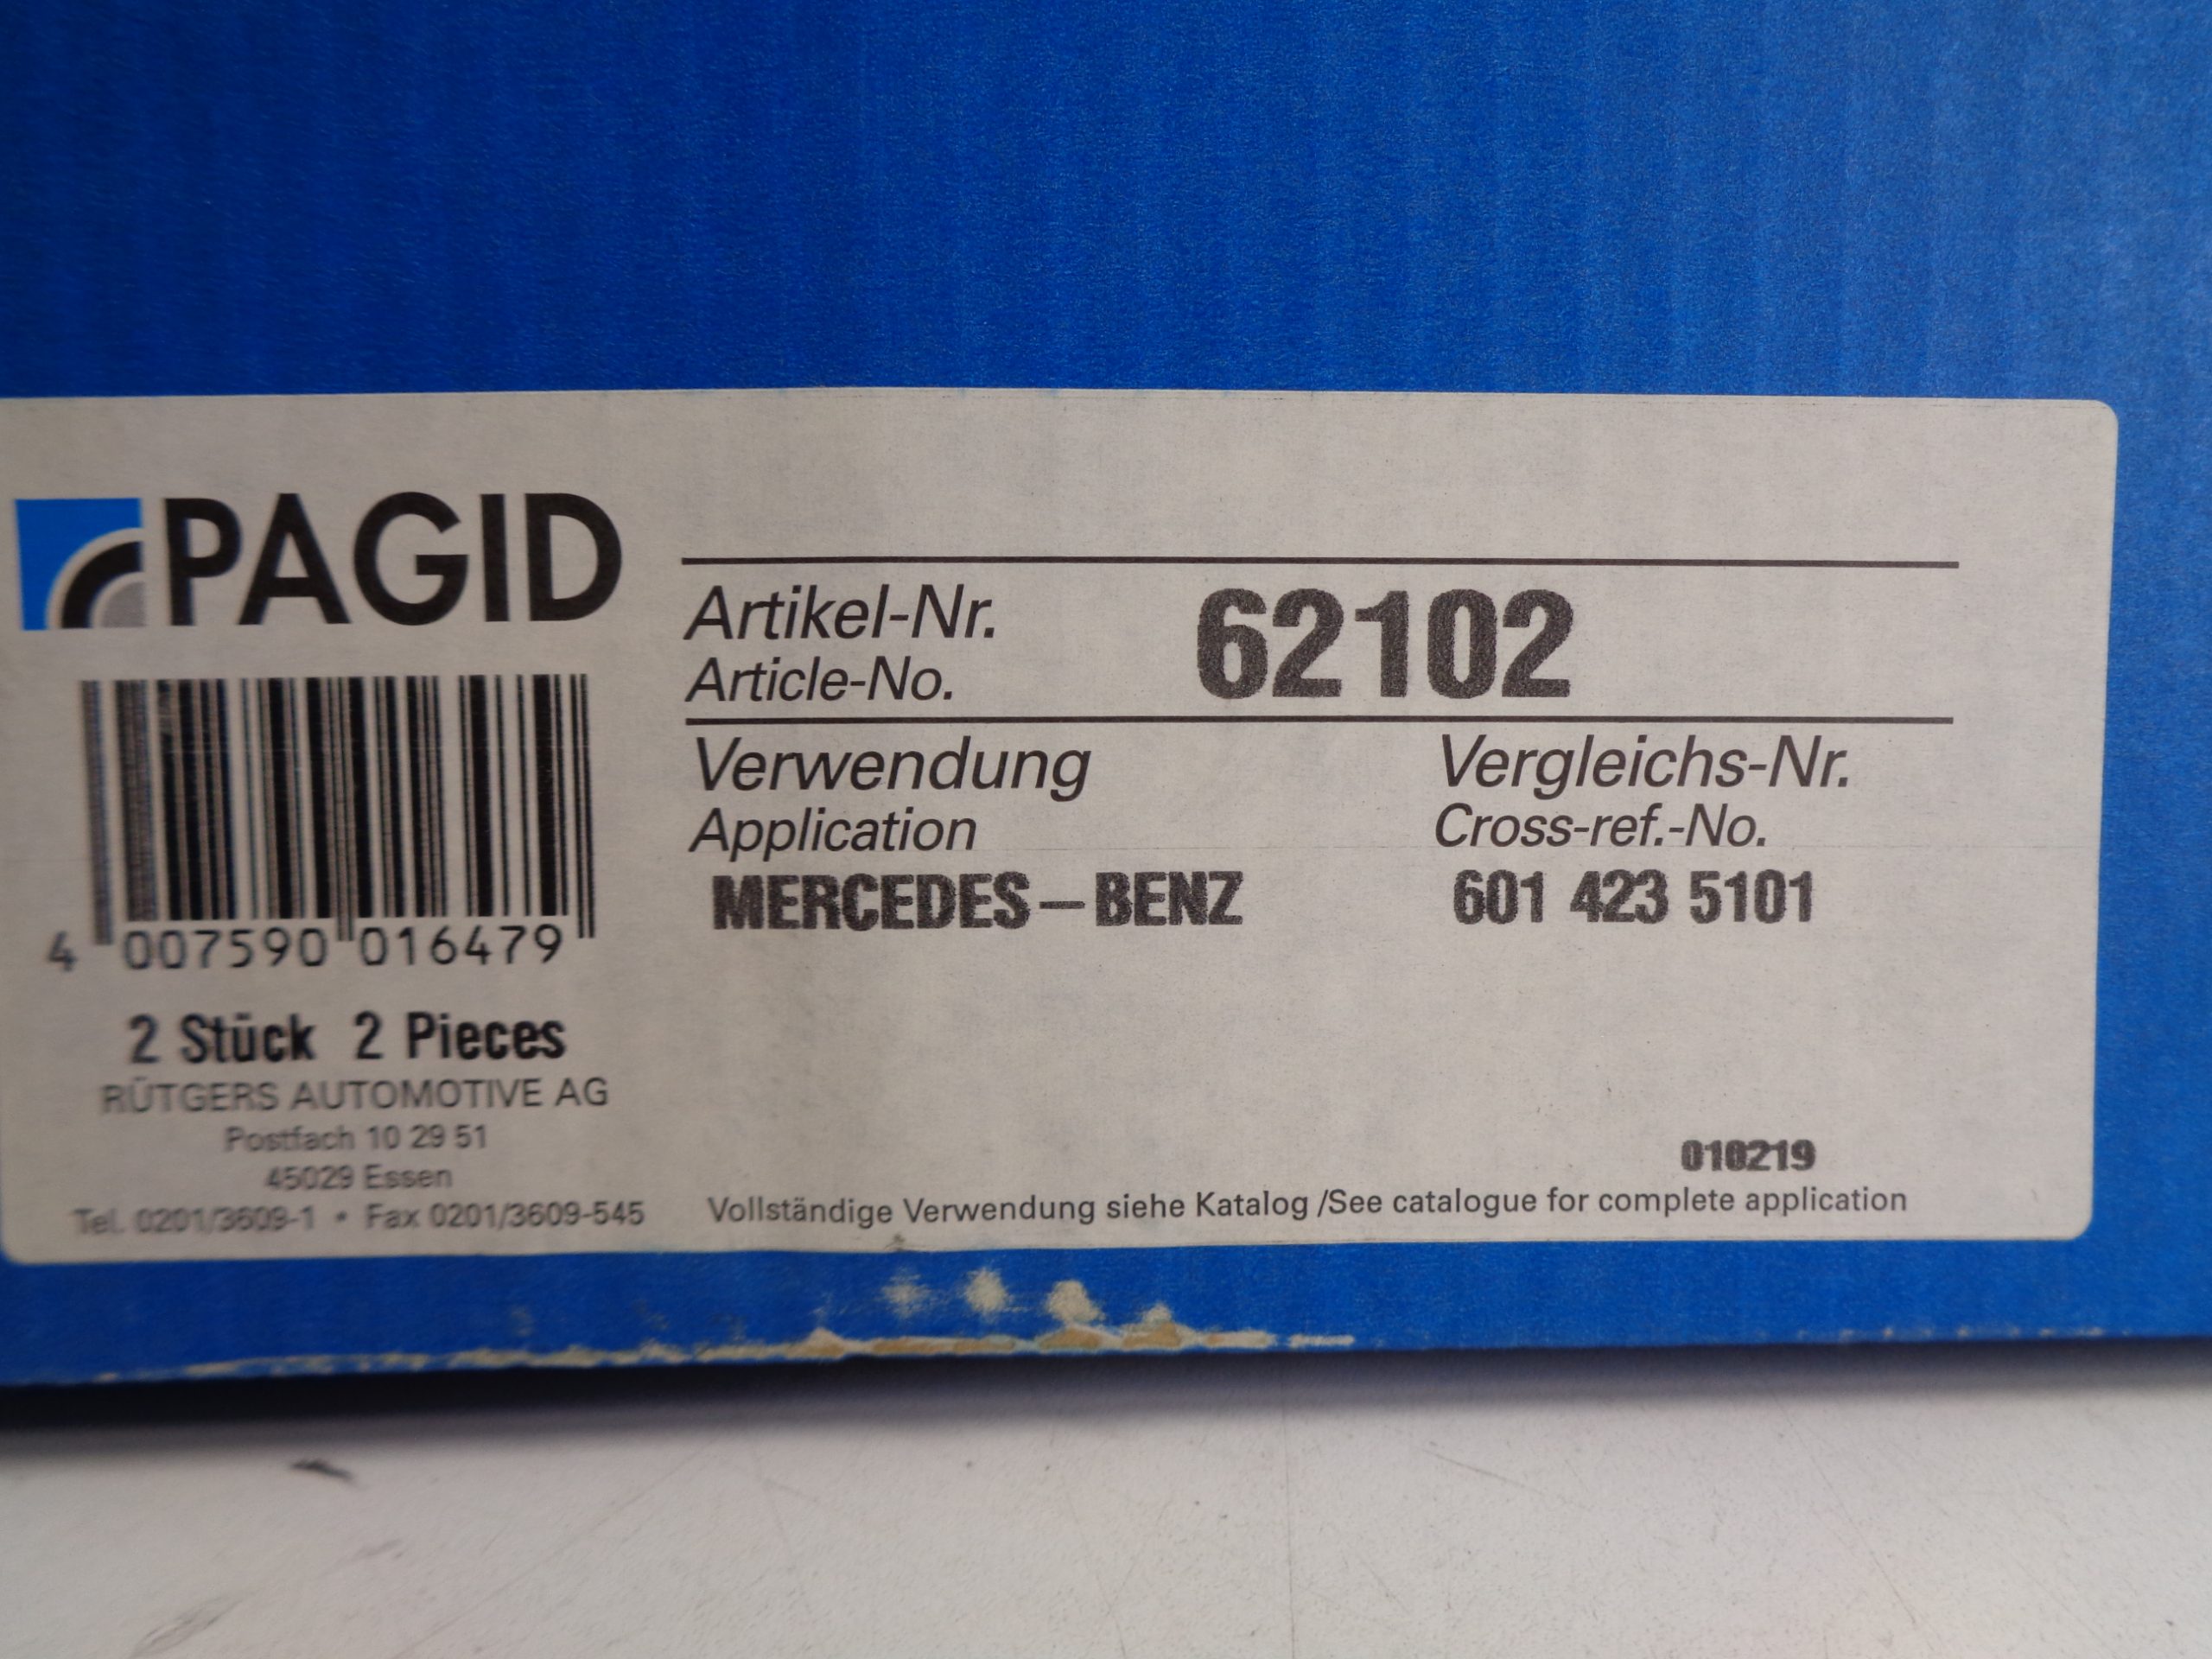 PAGID
Artikel-Nr. 62102
Article-No.
Verwendung Vergleichs-Nr.
Application Cross-ref.-No.
MERCEDES-BENZ 601 423 5101
4 007590 016479
2 Stück 2 Pieces
RÜTGERS AUTOMOTIVE AG
Postfach 10 29 51
45029 Essen
Tel. 0201/3609-1 • Fax 0201/3609-545
010219
Vollständige Verwendung siehe Katalog /See catalogue for complete application